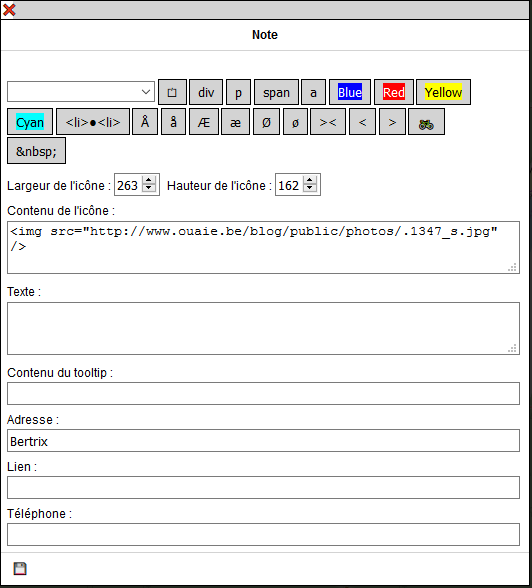 Note
div p span a Blue Red Yellow
Cyan <li>●<li> Å å Æ æ Ø ø >< < >
&nbsp;
Largeur de l'icône : 263 Hauteur de l'icône : 162
Contenu de l'icône :
<img src="http://www.ouaie.be/blog/public/photos/.1347_s.jpg"
/>
Texte :
Contenu du tooltip :
Adresse :
Bertrix
Lien :
Téléphone :